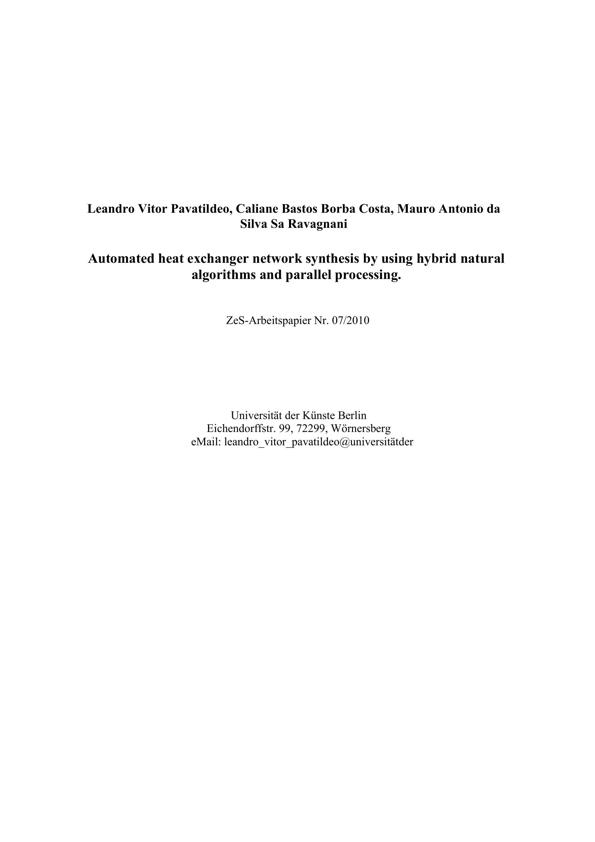 Leandro Vitor Pavatildeo, Caliane Bastos Borba Costa, Mauro Antonio da
Silva Sa Ravagnani
Automated heat exchanger network synthesis by using hybrid natural
algorithms and parallel processing.
ZeS-Arbeitspapier Nr. 07/2010
Universität der Künste Berlin
Eichendorffstr. 99, 72299, Wörnersberg
eMail: leandro_vitor_pavatildeo@universitätder